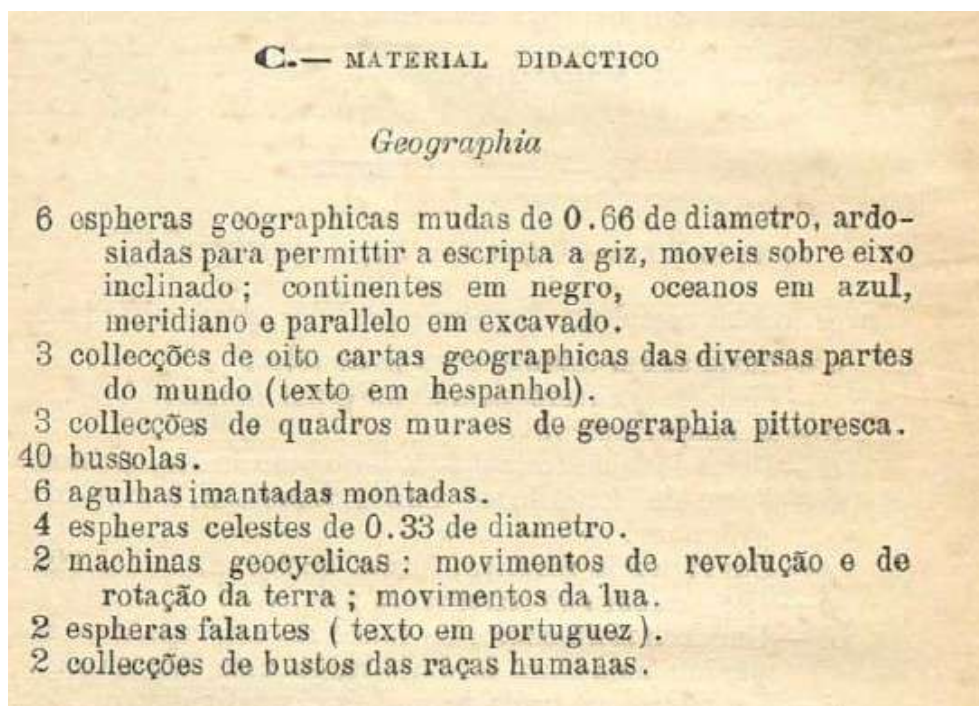 C.— MATERIAL DIDACTICO
Geographia
6 espheras geographicas mudas de 0.66 de diametro, ardo-
siadas para permittir a escripta a giz, moveis sobre eixo
inclinado ; continentes em negro, oceanos em azul,
meridiano e parallelo em excavado.
3 collecções de oito cartas geographicas das diversas partes
do mundo (texto em hespanhol).
3 collecções de quadros muraes de geographia pittoresca.
40 bussolas.
6 agulhas imantadas montadas.
4 espheras celestes de 0.33 de diametro.
2 machinas geocyclicas : movimentos de revolução e de
rotação da terra ; movimentos da lua.
2 espheras falantes ( texto em portuguez ).
2 collecções de bustos das raças humanas.